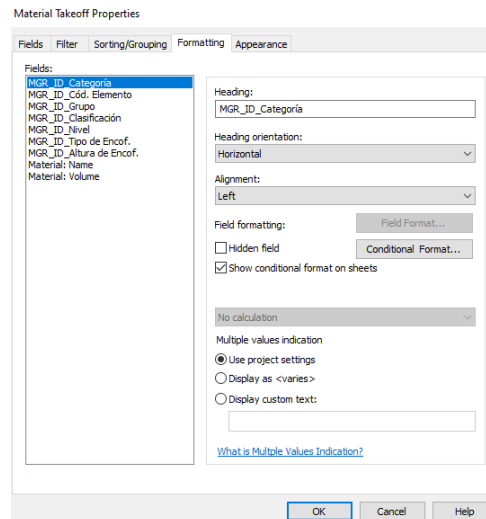 Material Takeoff Properties
Fields Filter Sorting/Grouping Formatting Appearance
Fields:
MGR_ID_Categoría
MGR_ID_Cód. Elemento
MGR_ID_Grupo
MGR_ID_Clasificación
MGR_ID_Nivel
MGR_ID_Tipo de Encof.
MGR_ID_Altura de Encof.
Material: Name
Material: Volume
Heading:
MGR_ID_Categoría
Heading orientation:
Horizontal
Alignment:
Left
Field formatting:
Field Format...
Hidden field
Conditional Format...
Show conditional format on sheets
No calculation
Multiple values indication
Use project settings
Display as <varies>
Display custom text:
What is Multple Values Indication?
OK Cancel Help